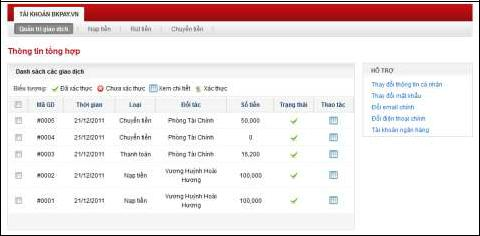 TÀI KHOẢN BKPAY.VN
Quản trị giao dịch | Nạp tiền | Rút tiền | Chuyển tiền
Thông tin tổng hợp
Danh sách các giao dịch
Biểu tượng: Đã xác thực Chưa xác thực Xem chi tiết Xác thực
Mã GD Thời gian Loại Đối tác Số tiền Trạng thái Thao tác
#0005 21/12/2011 Chuyển tiền Phòng Tài Chính 50,000
#0004 21/12/2011 Chuyển tiền Phòng Tài Chính 0
#0003 21/12/2011 Thanh toán Phòng Tài Chính 16,200
#0002 21/12/2011 Nạp tiền Vương Huỳnh Hoài Hương 100,000
#0001 21/12/2011 Nạp tiền Vương Huỳnh Hoài Hương 100,000
HỖ TRỢ
Thay đổi thông tin cá nhân
Thay đổi mật khẩu
Đổi email chính
Đổi điện thoại chính
Tài khoản ngân hàng